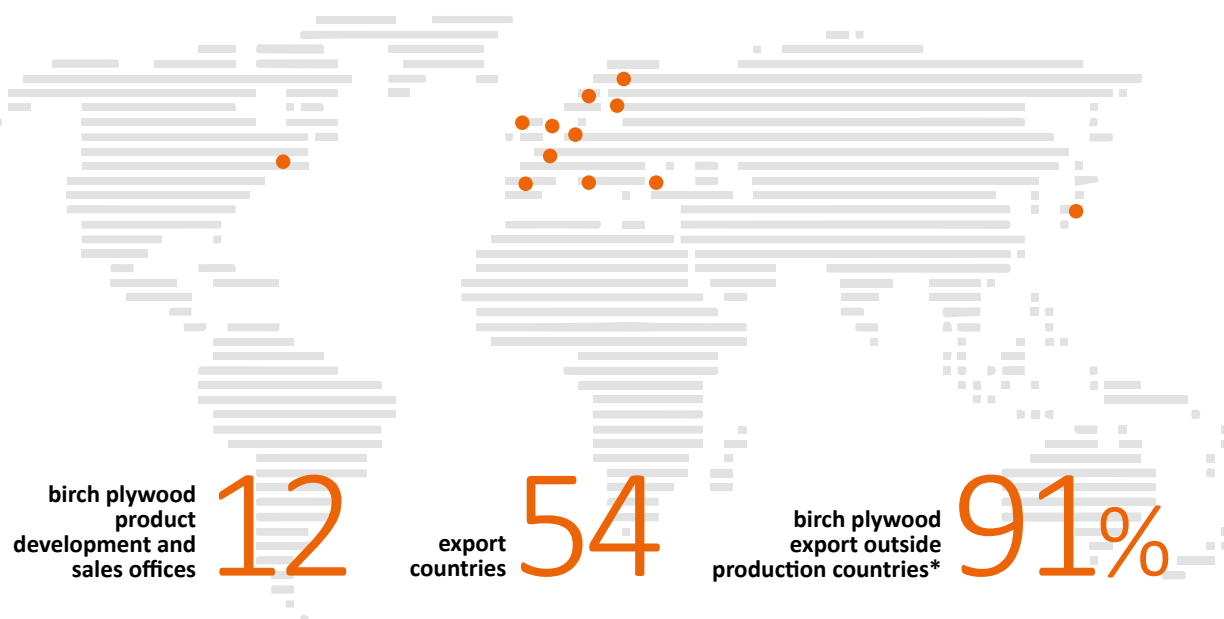 birch plywood
product
development and
sales offices
12
export
countries
54
birch plywood
export outside
production countries*
91%